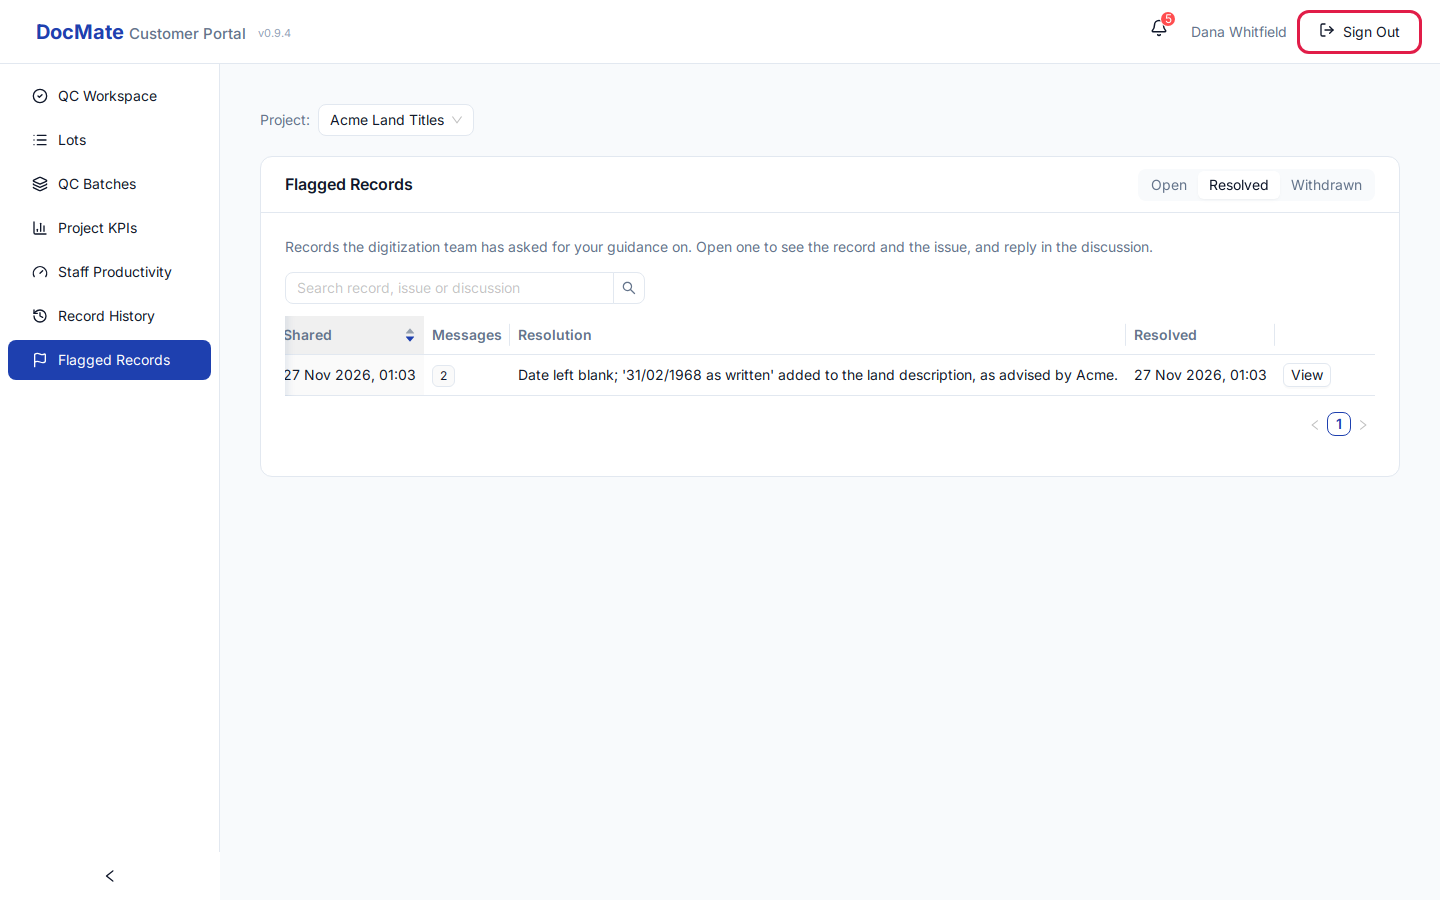 DocMate Customer Portal v0.9.4
5
Dana Whitfield
Sign Out
QC Workspace
Lots
QC Batches
Project KPIs
Staff Productivity
Record History
Flagged Records
Project: Acme Land Titles
Flagged Records
Open Resolved Withdrawn
Records the digitization team has asked for your guidance on. Open one to see the record and the issue, and reply in the discussion.
Search record, issue or discussion
Shared Messages Resolution Resolved
27 Nov 2026, 01:03 2 Date left blank; '31/02/1968 as written' added to the land description, as advised by Acme. 27 Nov 2026, 01:03 View
1